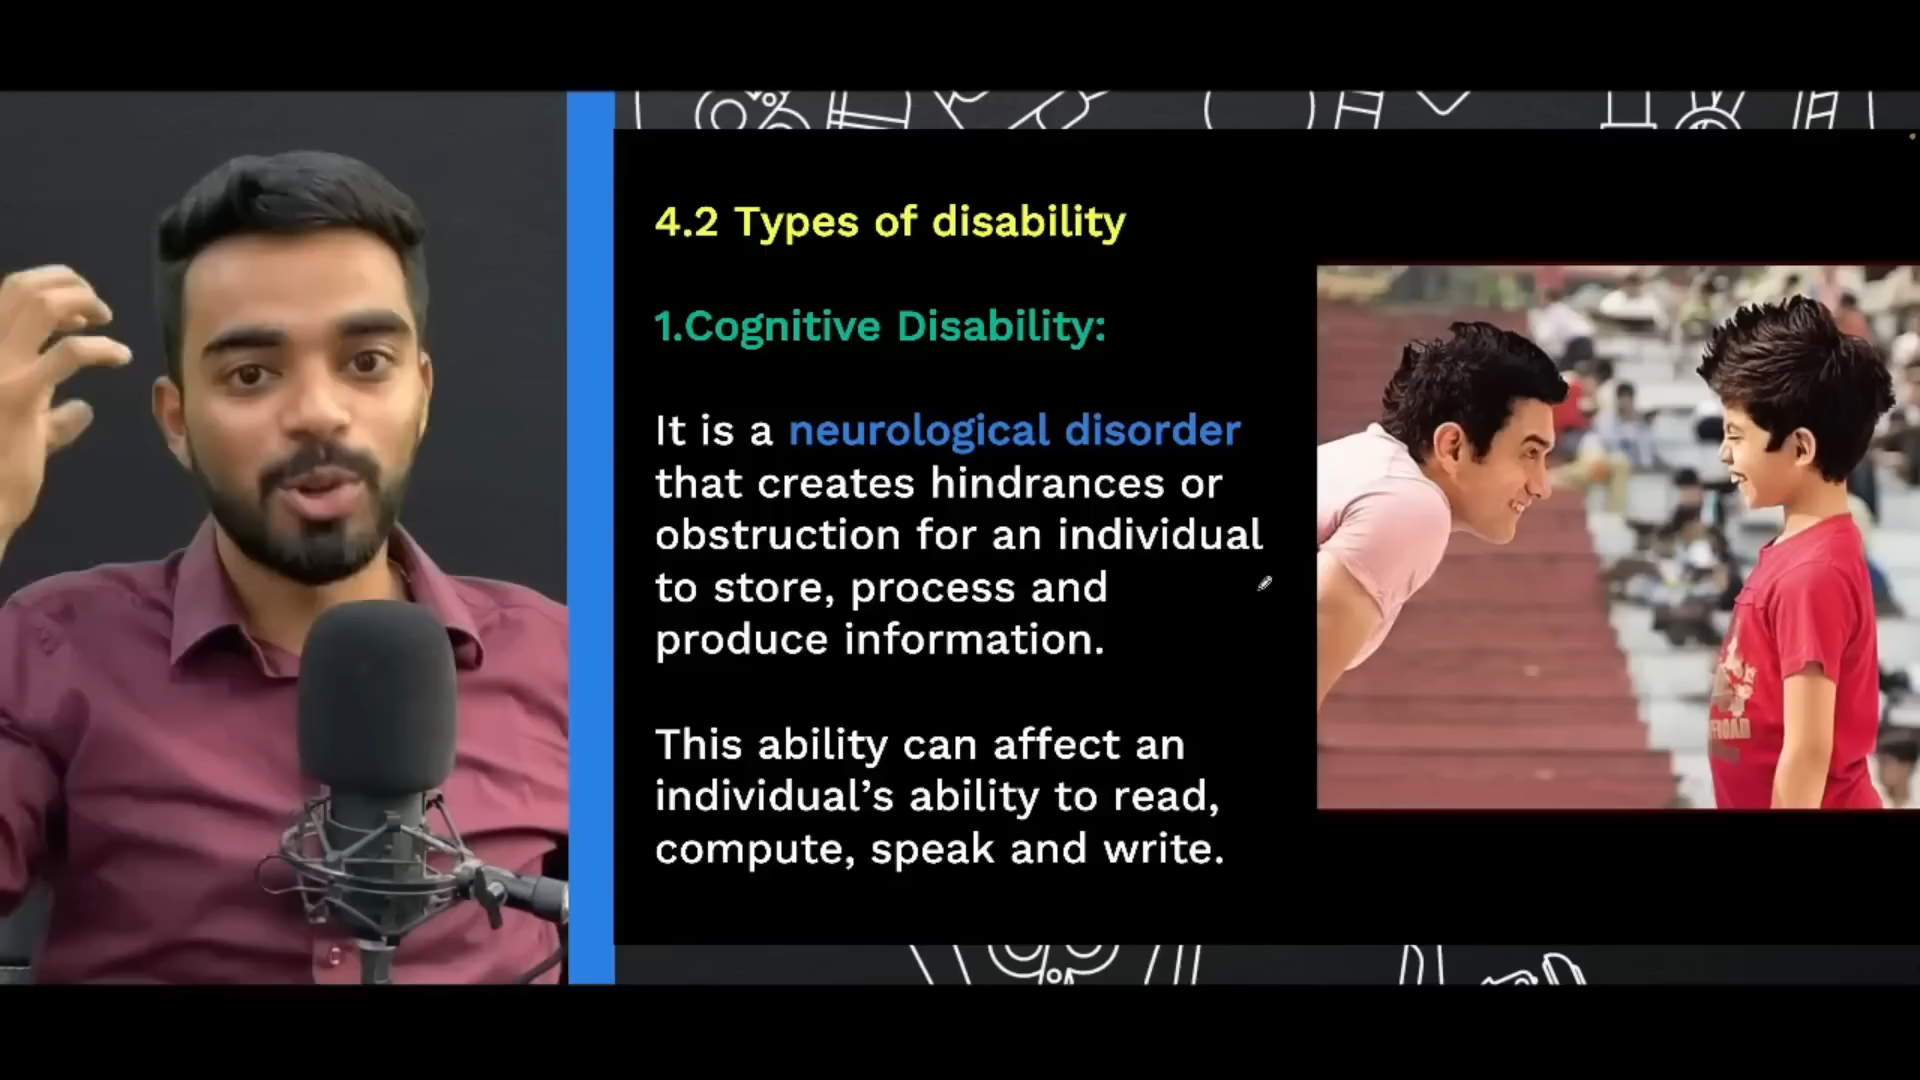 4.2 Types of disability
1.Cognitive Disability:
It is a neurological disorder
that creates hindrances or
obstruction for an individual
to store, process and
produce information.
This ability can affect an
individual's ability to read,
compute, speak and write.